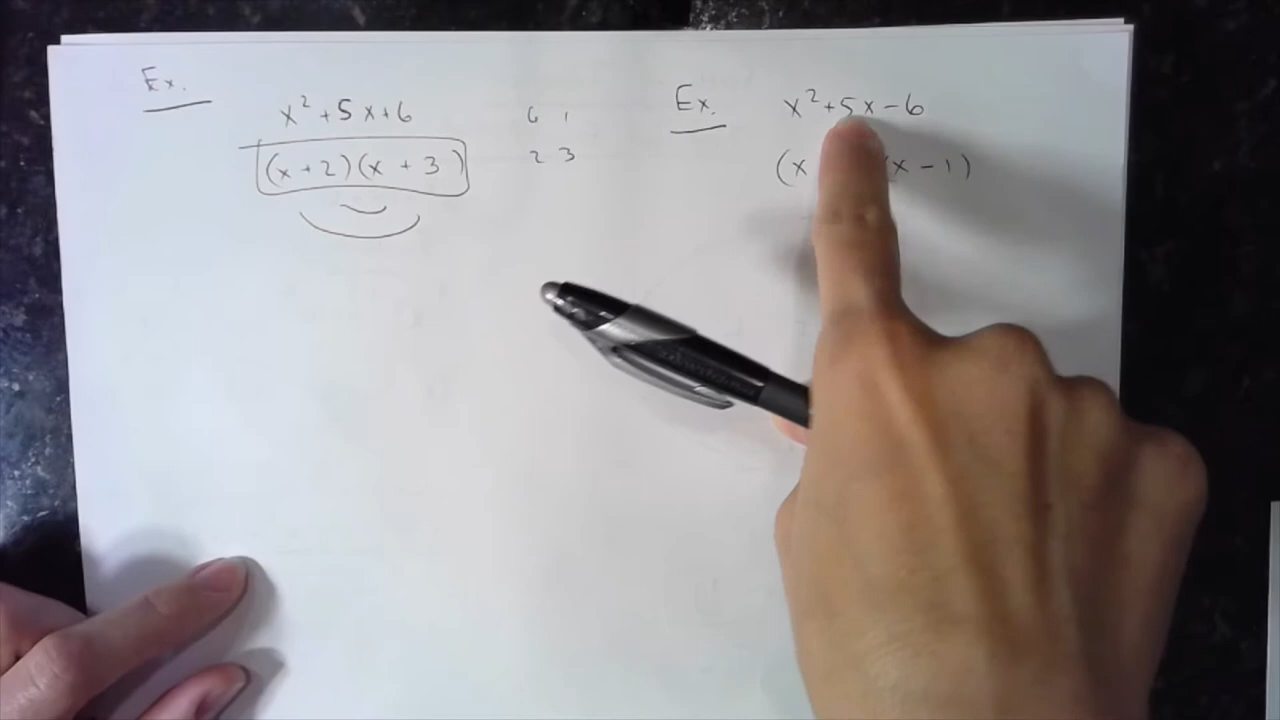 Ex.
x² + 5x + 6
(x + 2)(x + 3)
6 1
2 3
Ex.
x² + 5x − 6
(x (x − 1)